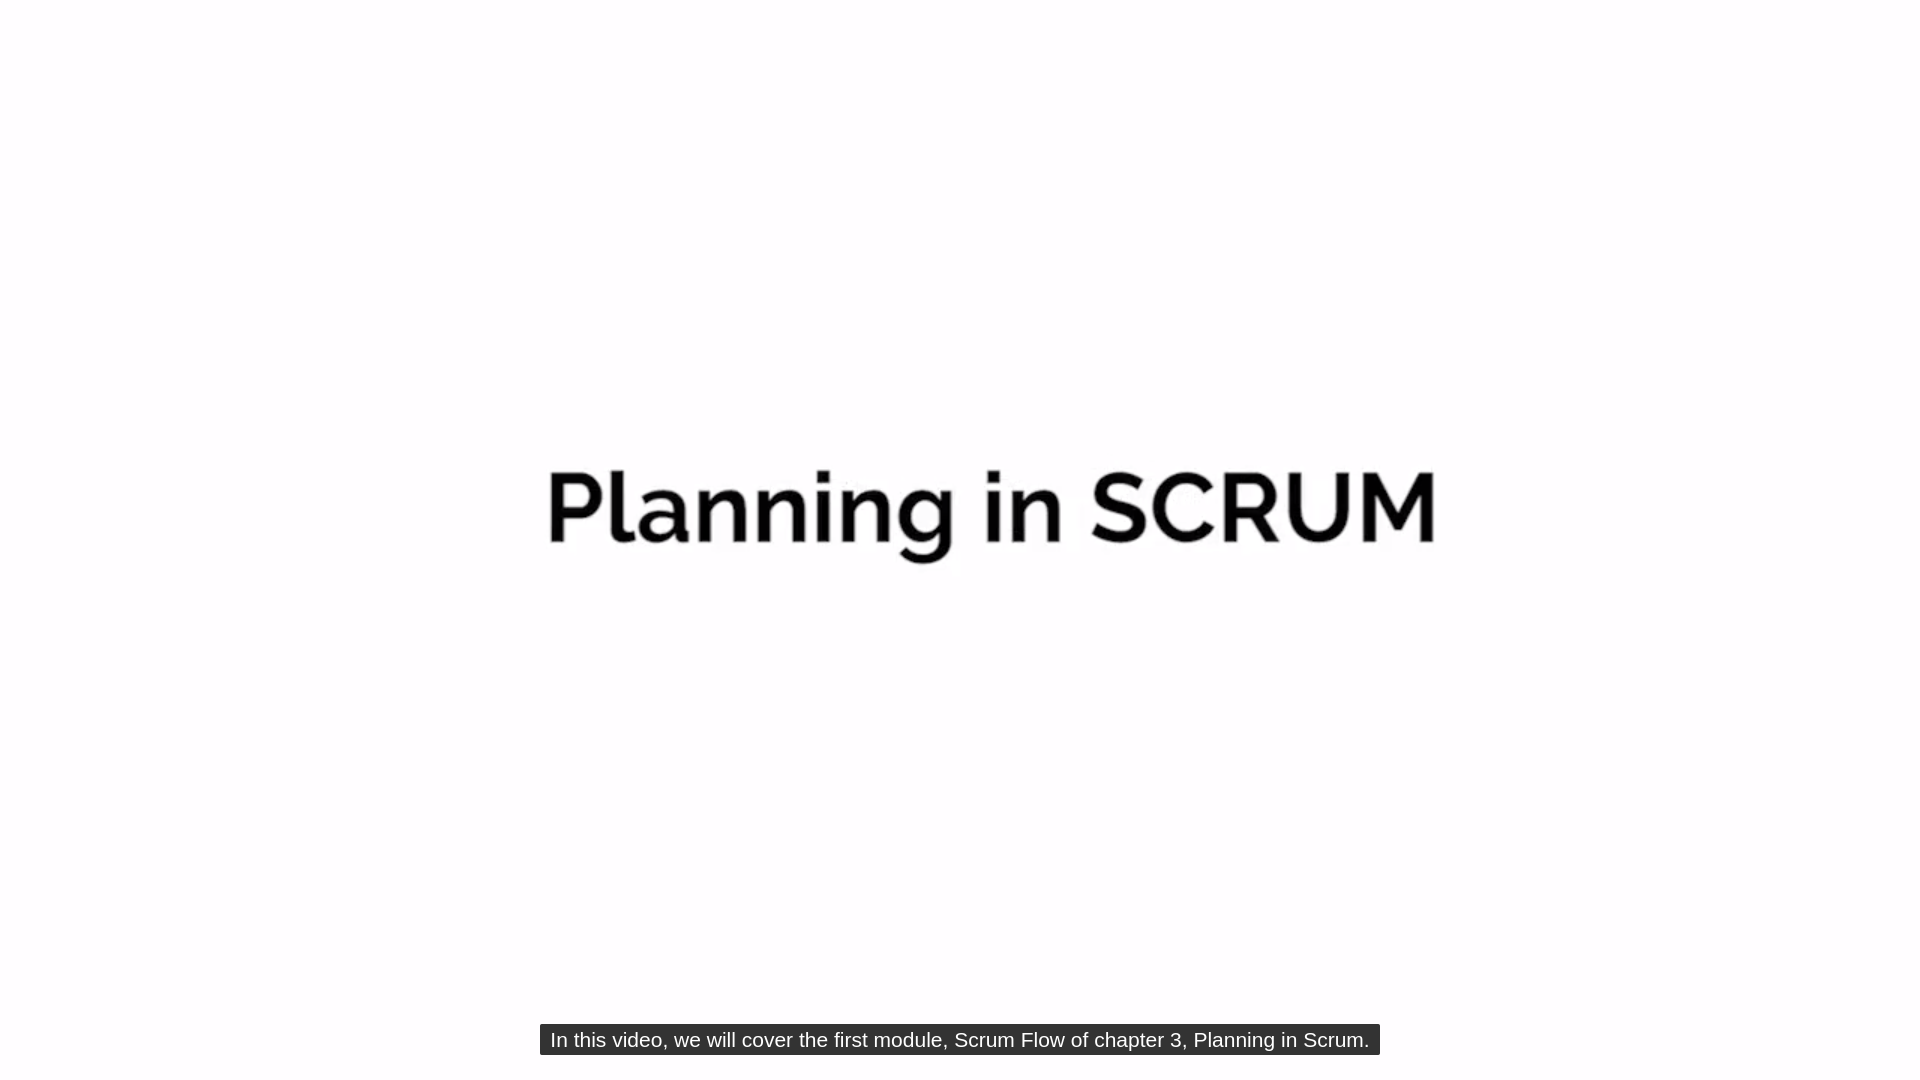 Planning in SCRUM
In this video, we will cover the first module, Scrum Flow of chapter 3, Planning in Scrum.